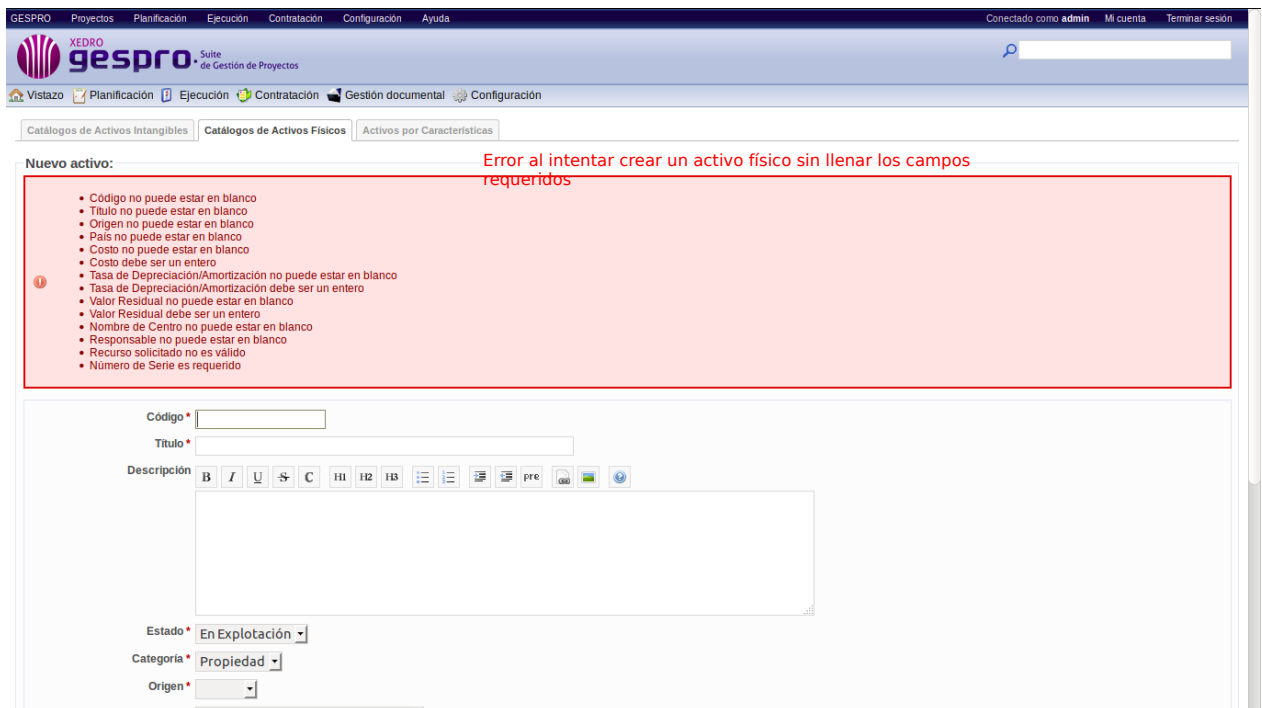 GESPRO Proyectos Planificación Ejecución Contratación Configuración Ayuda Conectado como admin Mi cuenta Terminar sesión
XEDRO
gespro. Suite
de Gestión de Proyectos
Vistazo Planificación Ejecución Contratación Gestión documental Configuración
Catálogos de Activos Intangibles Catálogos de Activos Físicos Activos por Características
Nuevo activo:
Error al intentar crear un activo físico sin llenar los campos
requeridos
• Código no puede estar en blanco
• Título no puede estar en blanco
• Origen no puede estar en blanco
• País no puede estar en blanco
• Costo no puede estar en blanco
• Costo debe ser un entero
• Tasa de Depreciación/Amortización no puede estar en blanco
• Tasa de Depreciación/Amortización debe ser un entero
• Valor Residual no puede estar en blanco
• Valor Residual debe ser un entero
• Nombre de Centro no puede estar en blanco
• Responsable no puede estar en blanco
• Recurso solicitado no es válido
• Número de Serie es requerido
Código *
Título *
Descripción B I U S C H1 H2 H3 pre
Estado * En Explotación
Categoría * Propiedad
Origen *